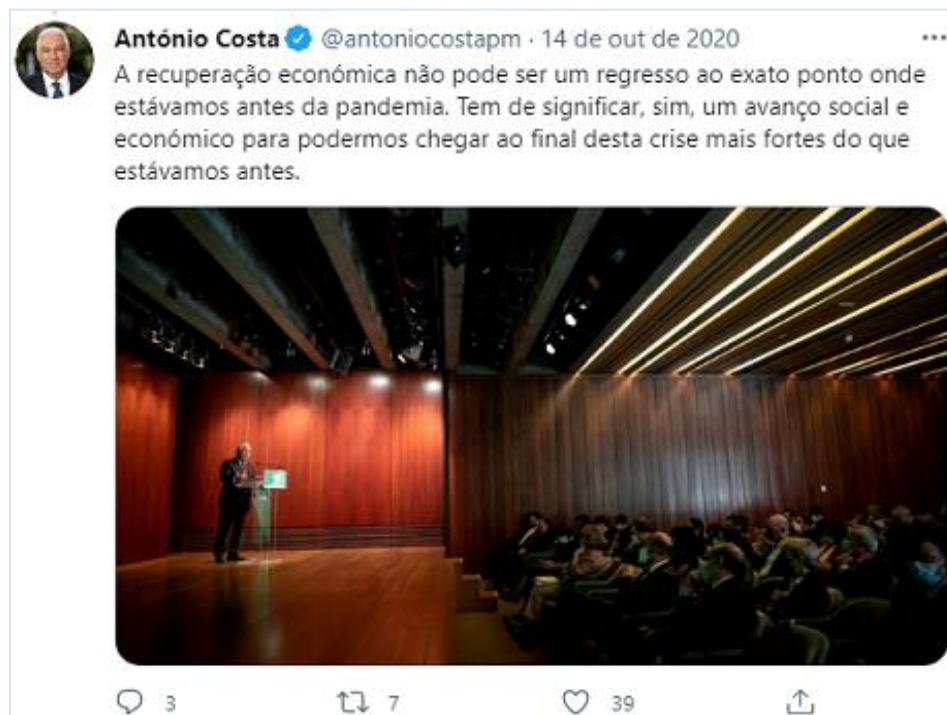 António Costa @antoniocostapm · 14 de out de 2020
A recuperação económica não pode ser um regresso ao exato ponto onde
estávamos antes da pandemia. Tem de significar, sim, um avanço social e
económico para podermos chegar ao final desta crise mais fortes do que
estávamos antes.
3 7 39